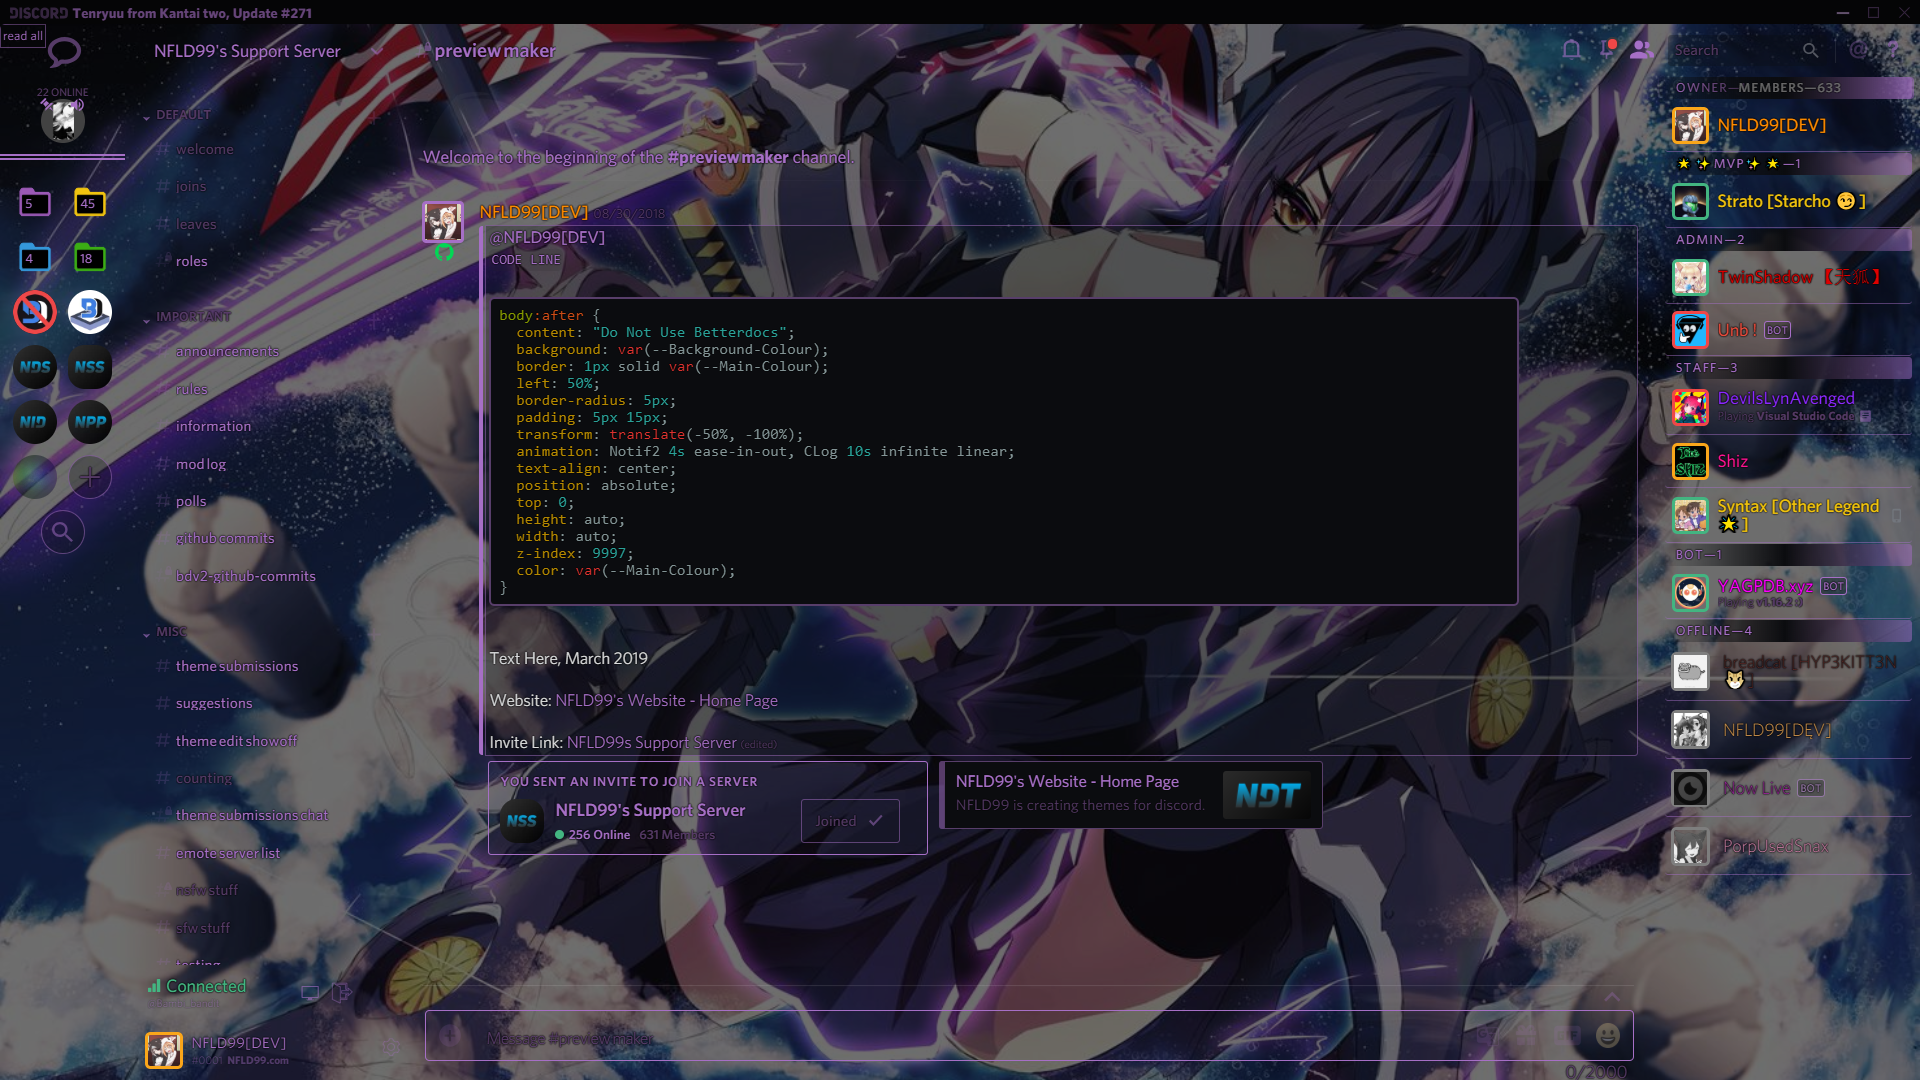 DISCORD Tenryuu from Kantai two, Update #271
read all
NFLD99's Support Server
previewmaker
Search
22 ONLINE
5
45
4
18
NDS
NSS
NID
NPP
DEFAULT
welcome
joins
leaves
roles
IMPORTANT
announcements
rules
information
mod log
polls
github commits
bdv2-github-commits
MISC
theme submissions
suggestions
theme edit showoff
counting
theme submissions chat
emote server list
nsfw stuff
sfw stuff
testing
Connected
NFLD99[DEV]
#0001 NFLD99.com
Welcome to the beginning of the #previewmaker channel.
NFLD99[DEV] 08/30/2018
@NFLD99[DEV]
CODE LINE
body:after {
content: "Do Not Use Betterdocs";
background: var(--Background-Colour);
border: 1px solid var(--Main-Colour);
left: 50%;
border-radius: 5px;
padding: 5px 15px;
transform: translate(-50%, -100%);
animation: Notif2 4s ease-in-out, CLog 10s infinite linear;
text-align: center;
position: absolute;
top: 0;
height: auto;
width: auto;
z-index: 9997;
color: var(--Main-Colour);
}
Text Here, March 2019
Website: NFLD99's Website - Home Page
Invite Link: NFLD99s Support Server (edited)
YOU SENT AN INVITE TO JOIN A SERVER
NSS
NFLD99's Support Server
256 Online 631 Members
Joined
NFLD99's Website - Home Page
NFLD99 is creating themes for discord.
NDT
Message #previewmaker
0/2000
OWNER—MEMBERS—633
NFLD99[DEV]
⭐ ✨ MVP ✨ ⭐ —1
Strato [Starcho 😏 ]
ADMIN—2
TwinShadow 【天狐】
Unb ! BOT
STAFF—3
DevilsLynAvenged
Playing Visual Studio Code
The SHIZ
Shiz
Syntax [Other Legend
🌟 ]
BOT—1
YAGPDB.xyz BOT
Playing v1.16.2 :)
OFFLINE—4
breadcat [HYP3KITT3N
🐱 ]
NFLD99[DEV]
Now Live BOT
PorpUsedSnax